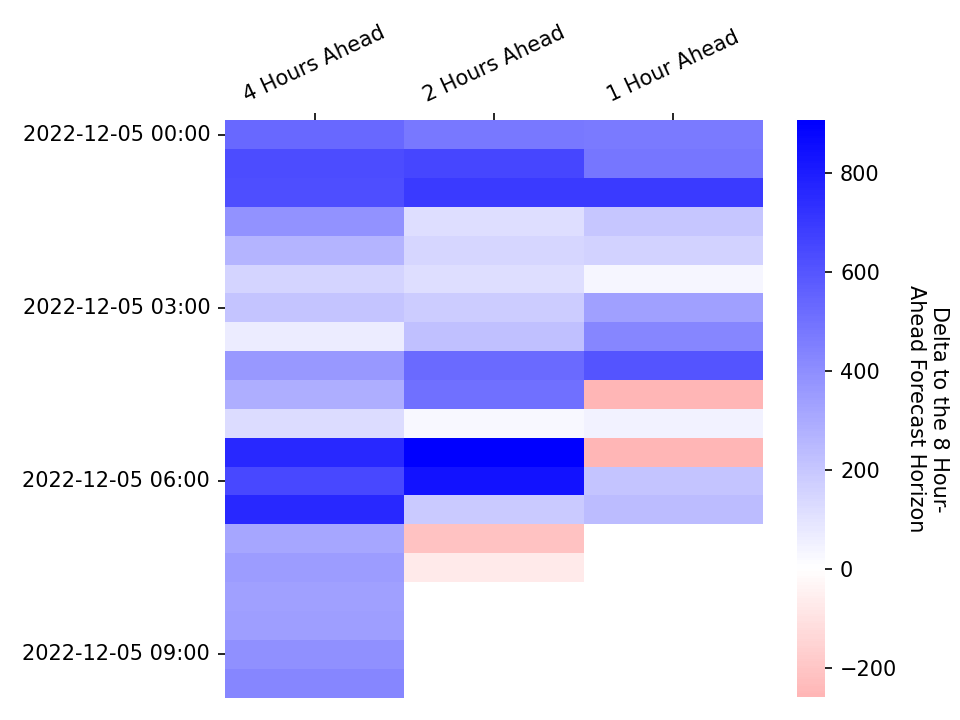 4 Hours Ahead
2 Hours Ahead
1 Hour Ahead
2022-12-05 00:00
2022-12-05 03:00
2022-12-05 06:00
2022-12-05 09:00
800
600
400
200
0
−200
Delta to the 8 Hour-
Ahead Forecast Horizon